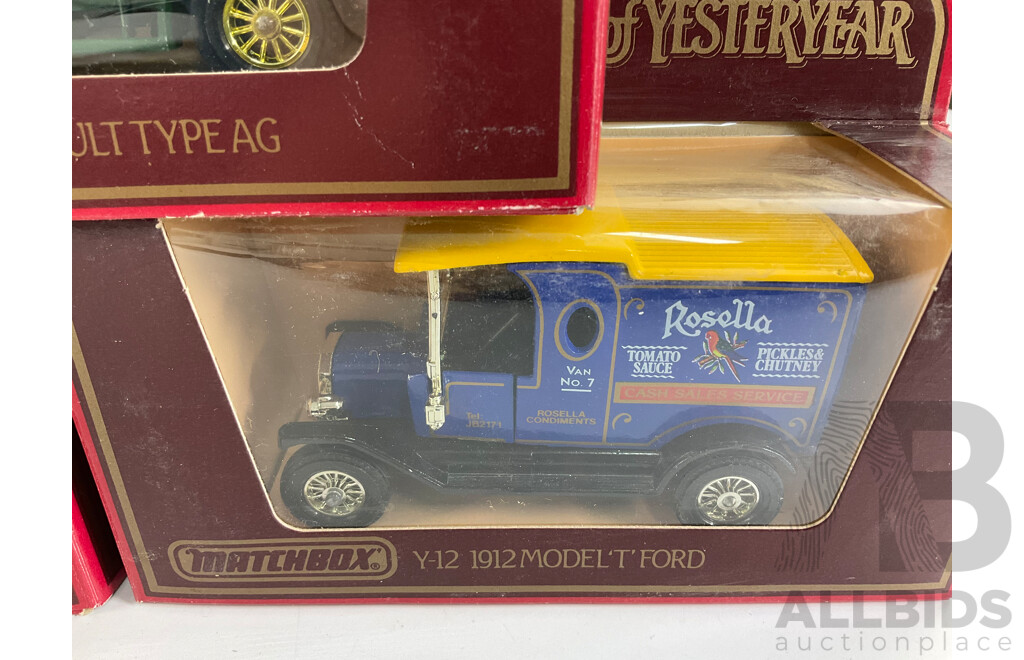 of YESTERYEAR
ULT TYPE AG
Rosella
TOMATO SAUCE
PICKLES & CHUTNEY
CASH SALES SERVICE
VAN No. 7
ROSELLA CONDIMENTS
Tel: JB2171
MATCHBOX
Y-12 1912 MODEL 'T' FORD
AB
ALLBIDS
auctionplace